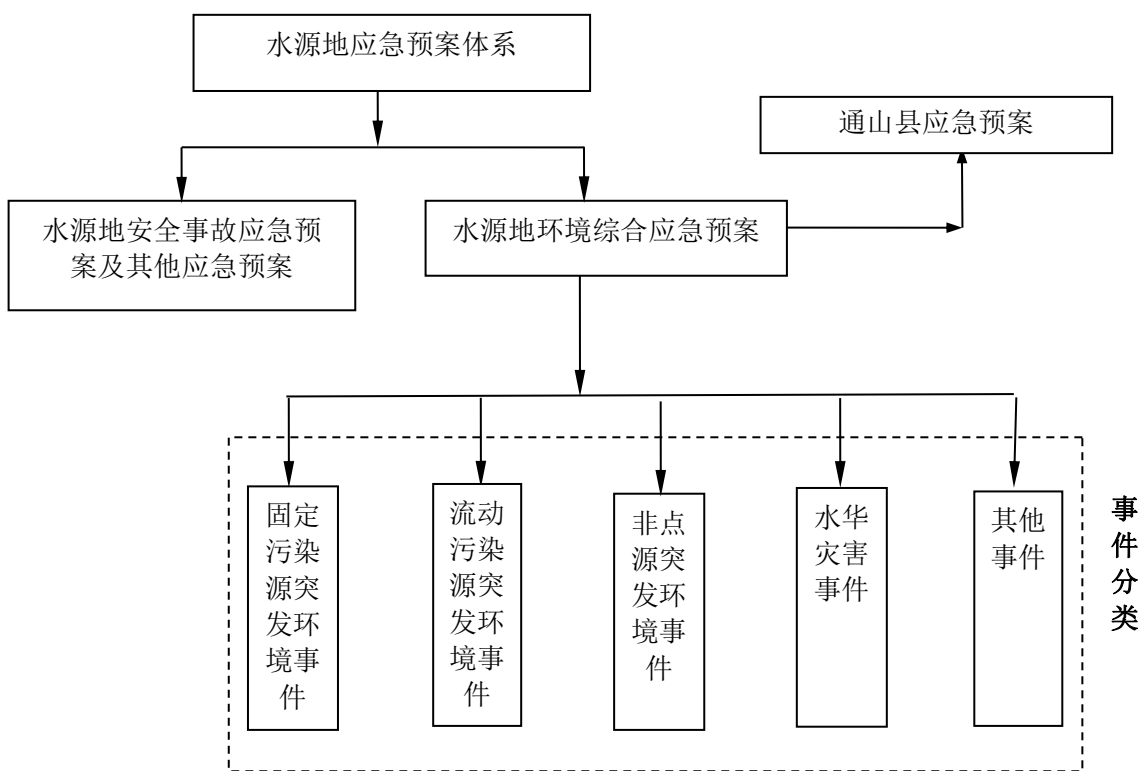 水源地应急预案体系
通山县应急预案
水源地安全事故应急预
案及其他应急预案
水源地环境综合应急预案
固定
污染
源突
发环
境事
件
流动
污染
源突
发环
境事
件
非点
源突
发环
境事
件
水华
灾害
事件
其他
事件
事
件
分
类